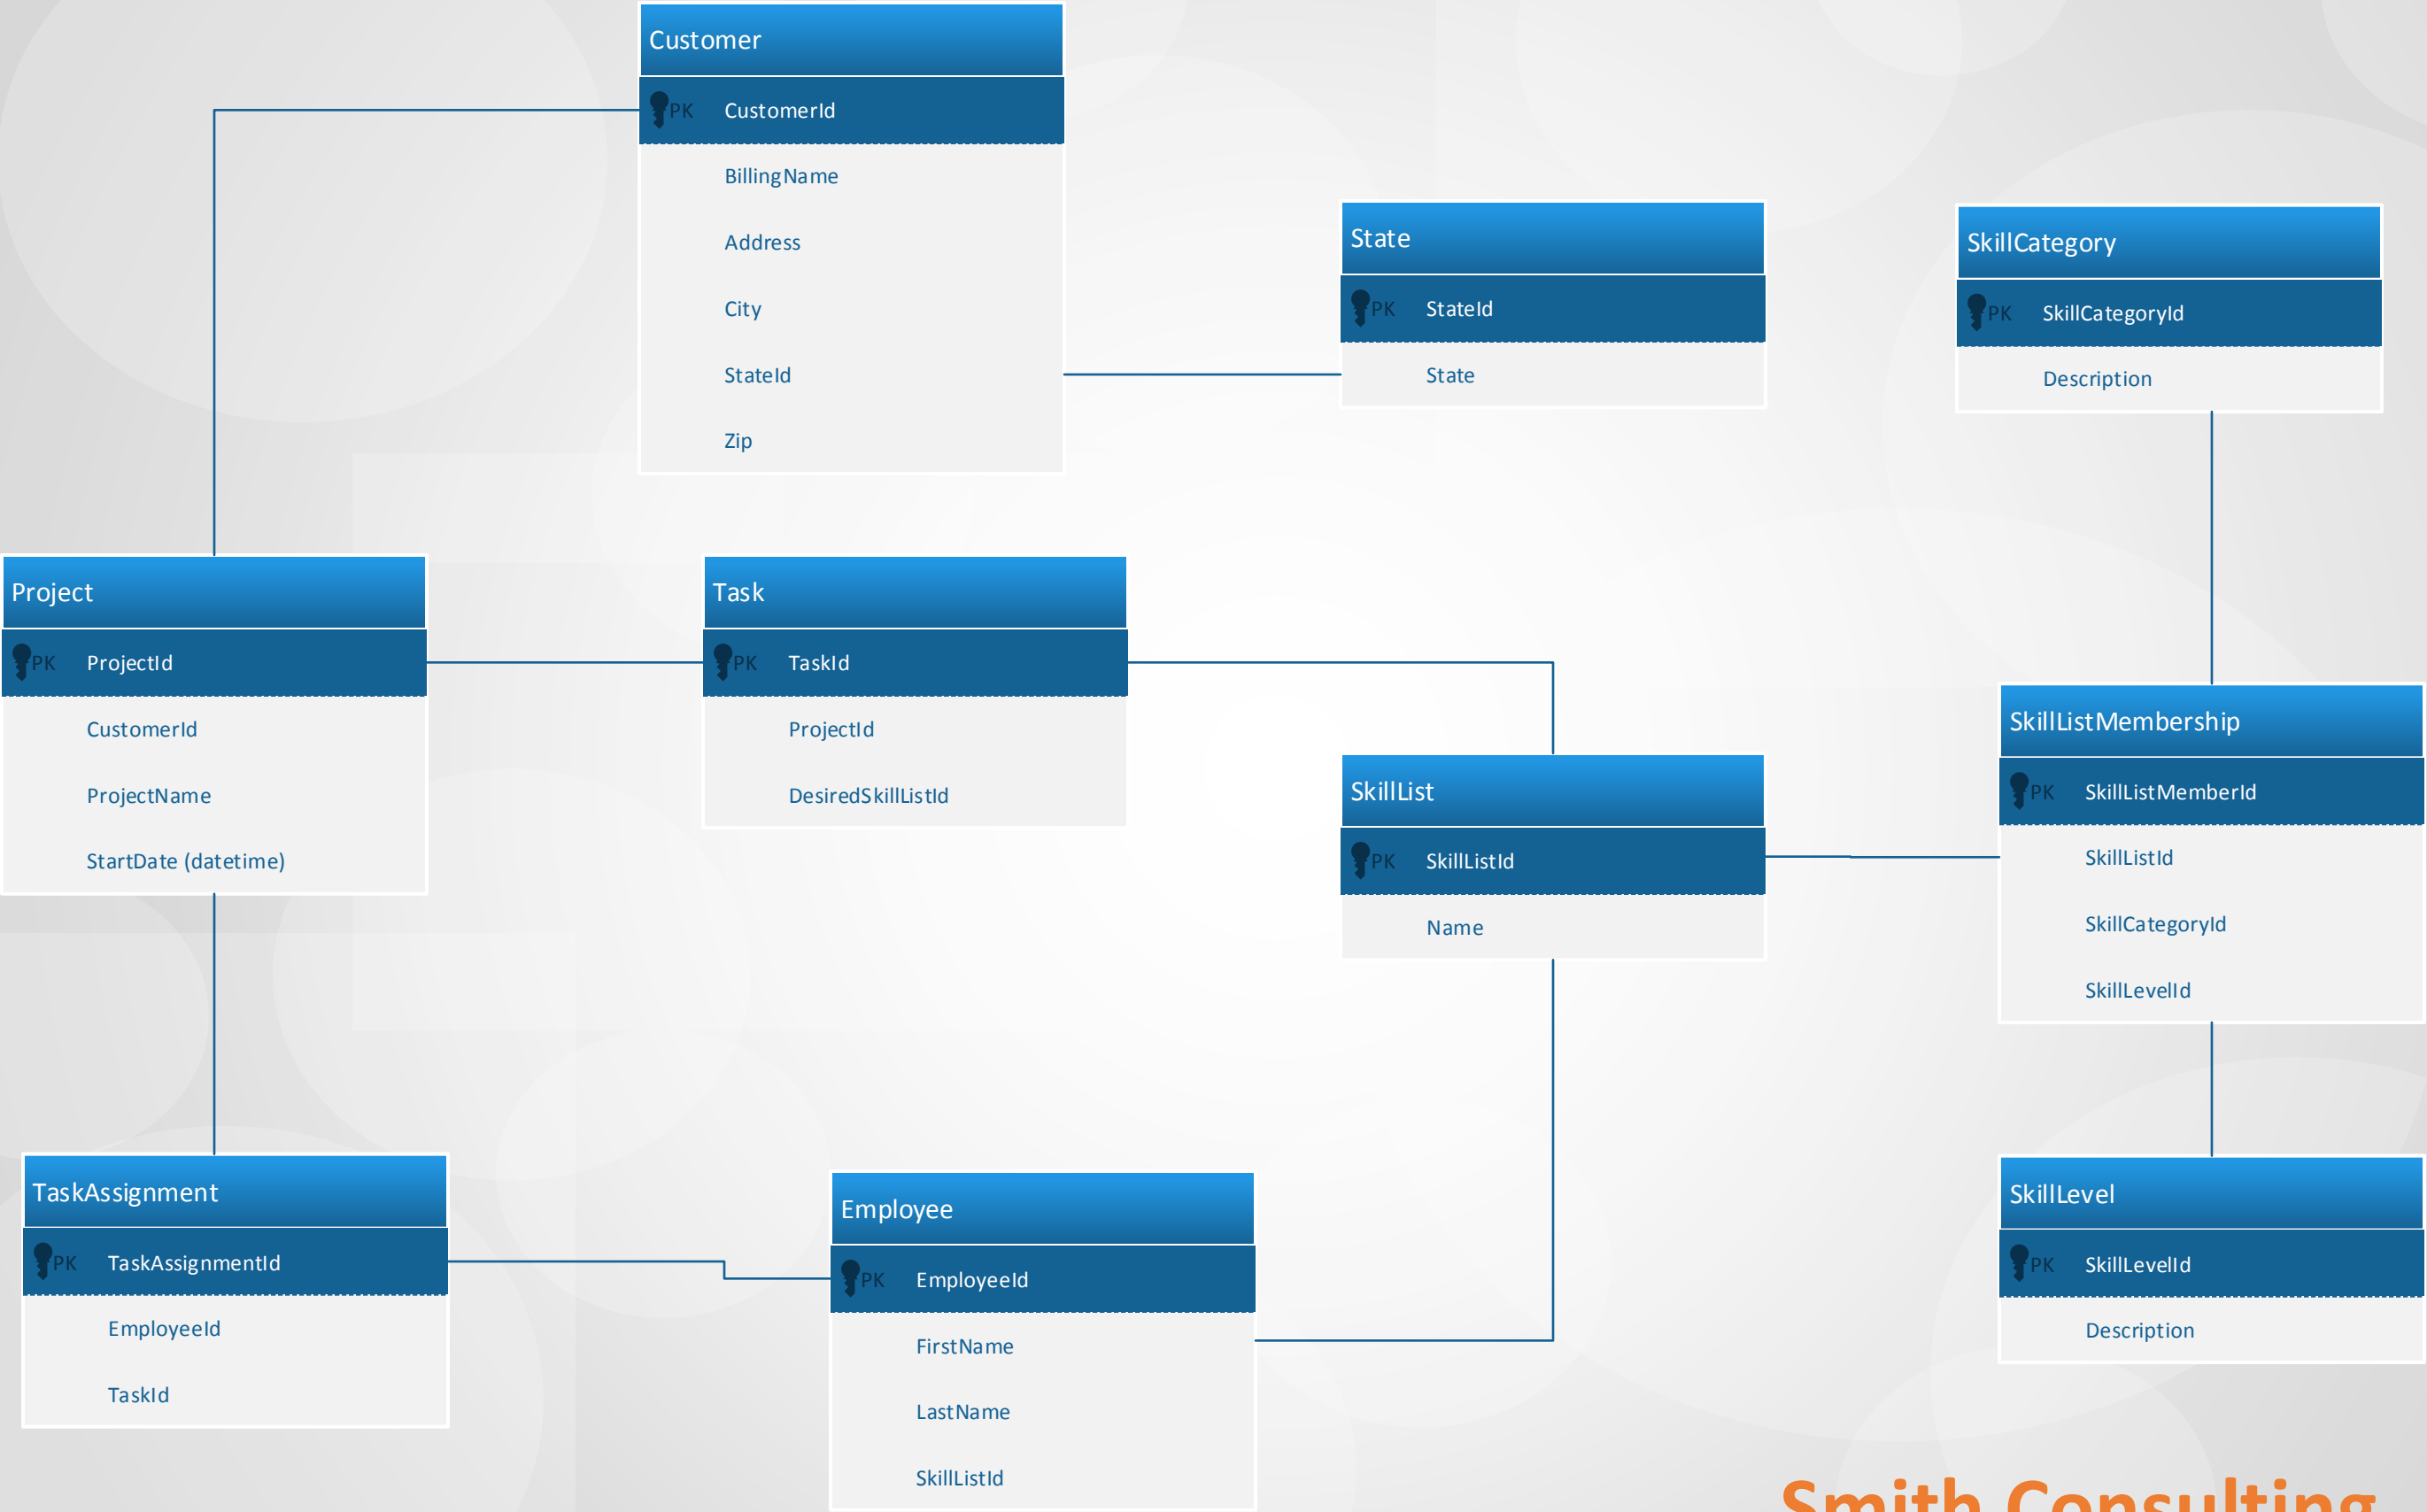 Customer
PK CustomerId
BillingName
Address
City
StateId
Zip
State
PK StateId
State
SkillCategory
PK SkillCategoryId
Description
Project
PK ProjectId
CustomerId
ProjectName
StartDate (datetime)
Task
PK TaskId
ProjectId
DesiredSkillListId
SkillList
PK SkillListId
Name
SkillListMembership
PK SkillListMemberId
SkillListId
SkillCategoryId
SkillLevelId
TaskAssignment
PK TaskAssignmentId
EmployeeId
TaskId
Employee
PK EmployeeId
FirstName
LastName
SkillListId
SkillLevel
PK SkillLevelId
Description
Smith Consulting